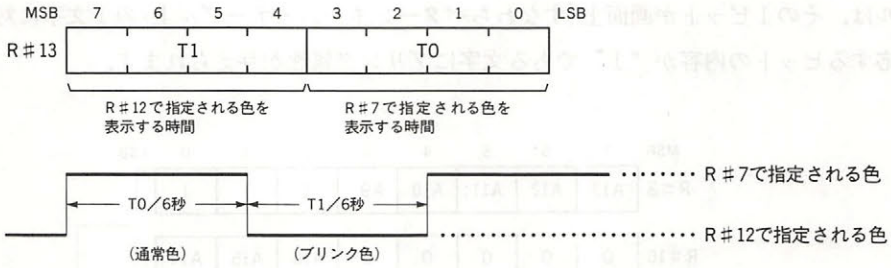 MSB 7 6 5 4 3 2 1 0 LSB
R♯13 T1 T0
R♯12で指定される色を
表示する時間
R♯7で指定される色を
表示する時間
R♯7で指定される色
T0／6秒 T1／6秒
R♯12で指定される色
(通常色) (ブリンク色)